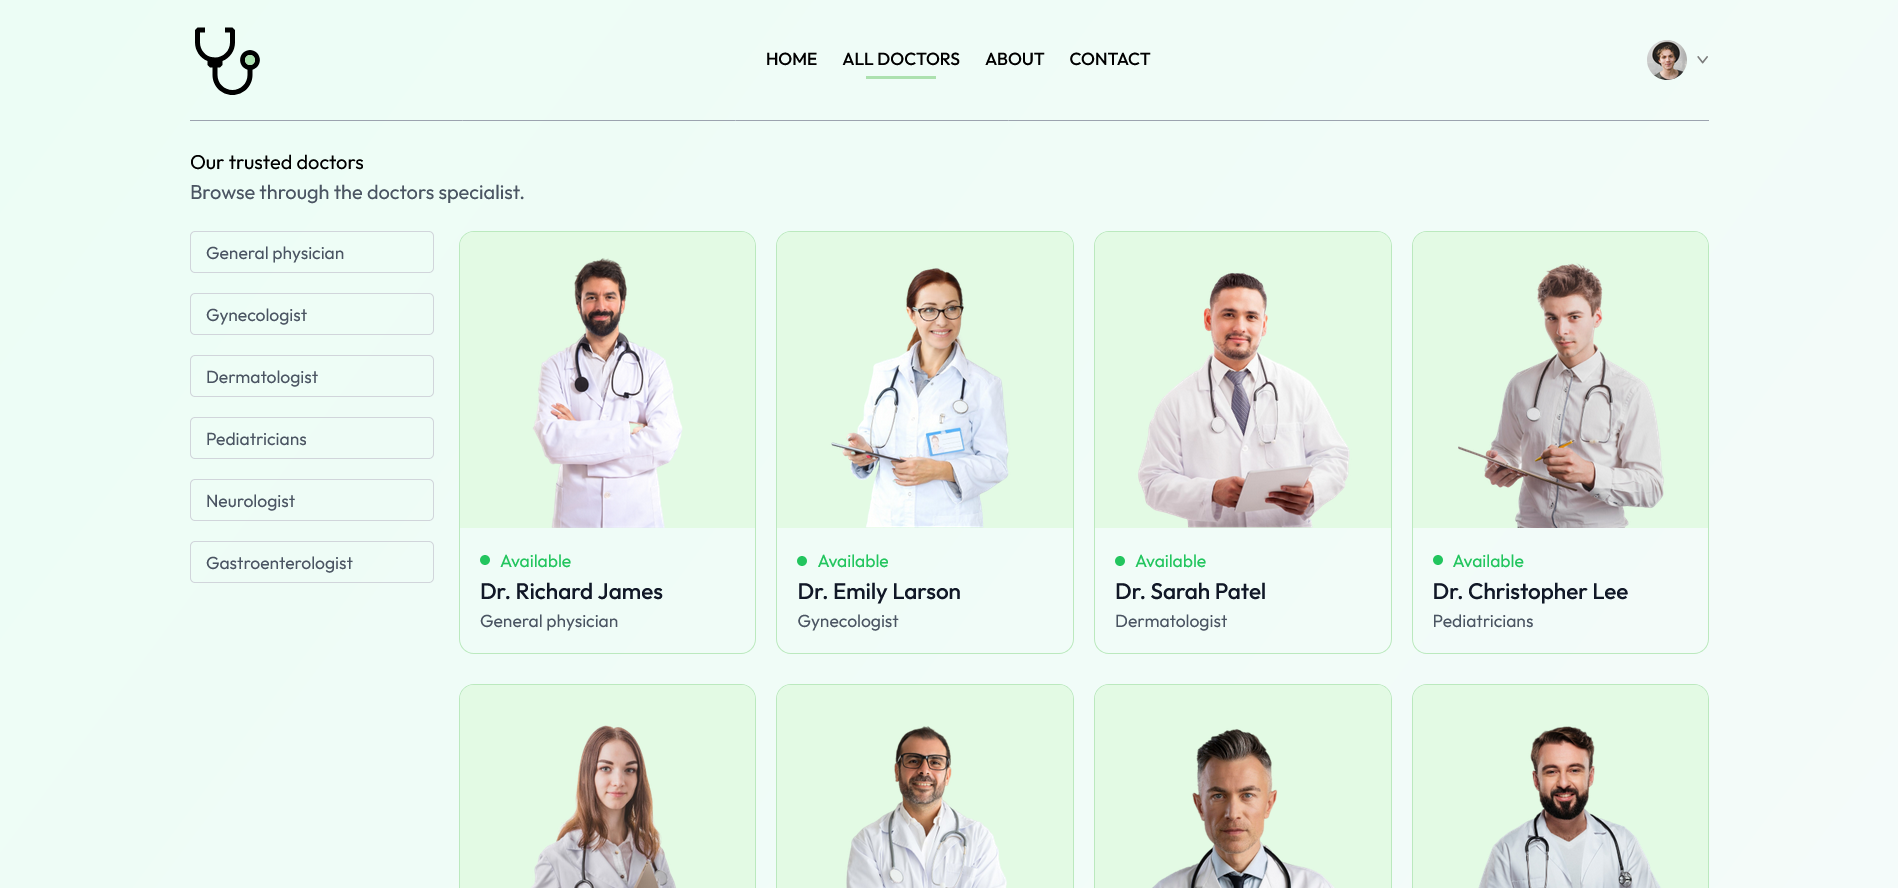 HOME
ALL DOCTORS
ABOUT
CONTACT
Our trusted doctors
Browse through the doctors specialist.
General physician
Gynecologist
Dermatologist
Pediatricians
Neurologist
Gastroenterologist
Available
Dr. Richard James
General physician
Available
Dr. Emily Larson
Gynecologist
Available
Dr. Sarah Patel
Dermatologist
Available
Dr. Christopher Lee
Pediatricians